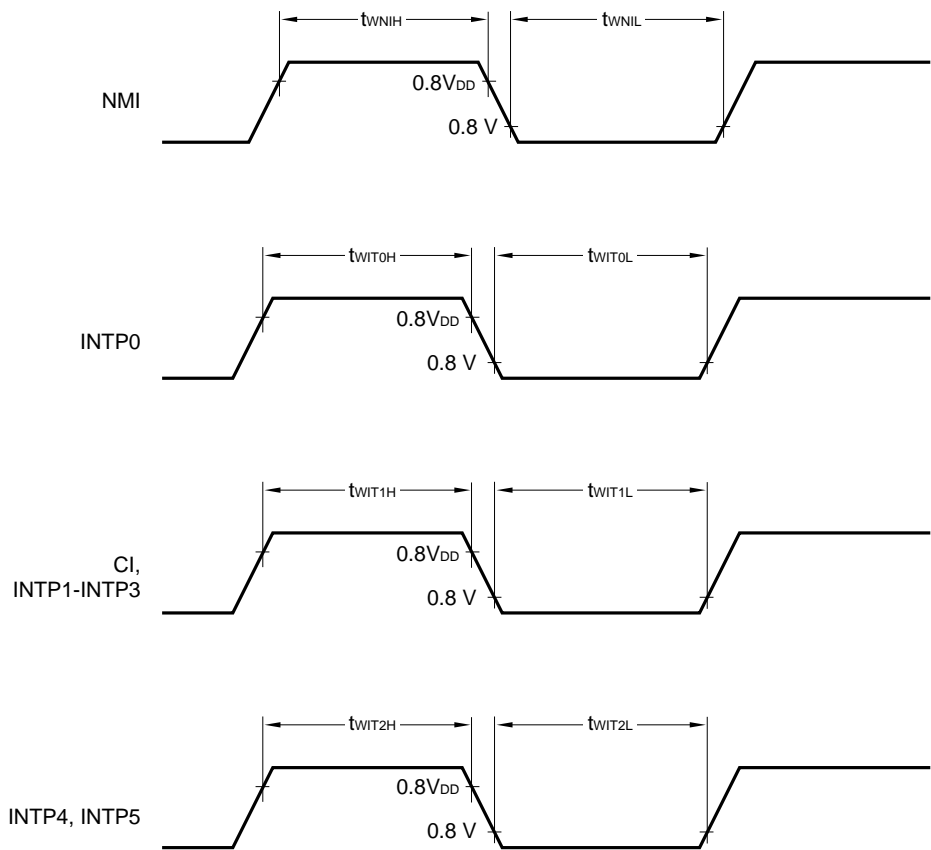 tWNIH tWNIL
0.8VDD
NMI
0.8 V
tWIT0H tWIT0L
0.8VDD
INTP0
0.8 V
tWIT1H tWIT1L
0.8VDD
CI,
INTP1-INTP3
0.8 V
tWIT2H tWIT2L
0.8VDD
INTP4, INTP5
0.8 V